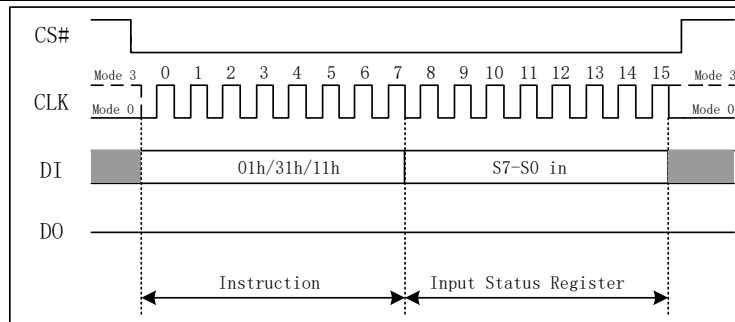 CS#
Mode 3 0 1 2 3 4 5 6 7 8 9 10 11 12 13 14 15 Mode 3
CLK
Mode 0 Mode 0
DI 01h/31h/11h S7-S0 in
DO
Instruction Input Status Register